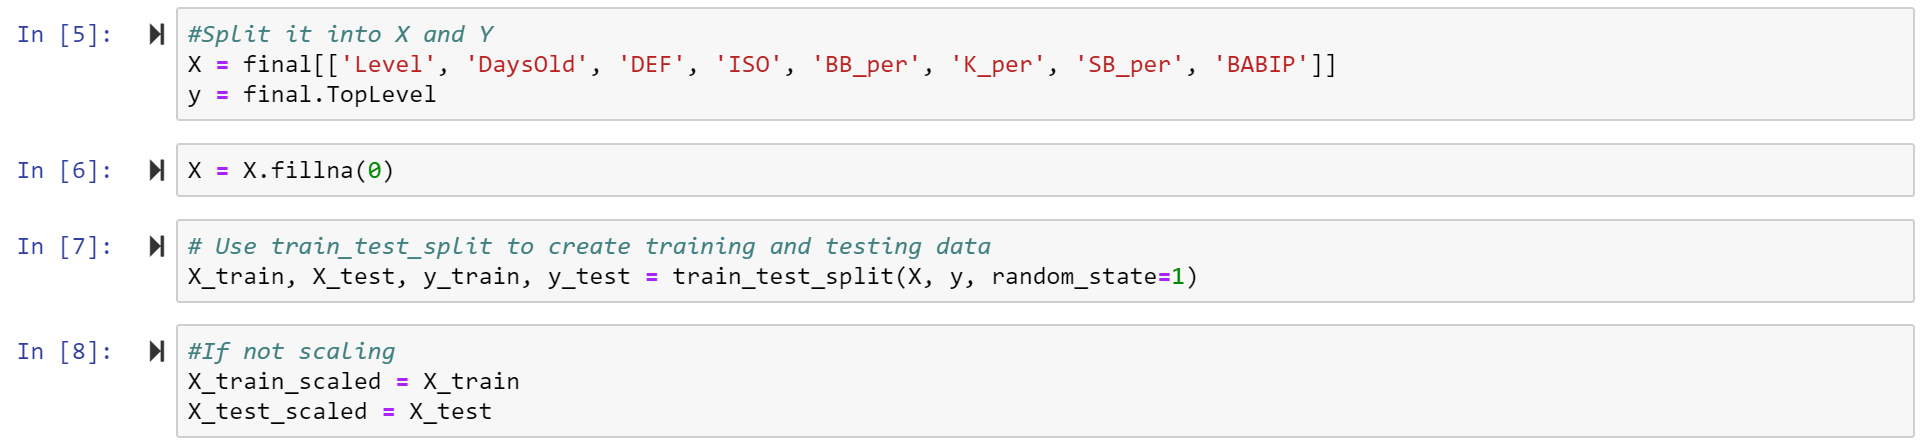 In [5]: #Split it into X and Y
X = final[['Level', 'DaysOld', 'DEF', 'ISO', 'BB_per', 'K_per', 'SB_per', 'BABIP']]
y = final.TopLevel
In [6]: X = X.fillna(0)
In [7]: # Use train_test_split to create training and testing data
X_train, X_test, y_train, y_test = train_test_split(X, y, random_state=1)
In [8]: #If not scaling
X_train_scaled = X_train
X_test_scaled = X_test